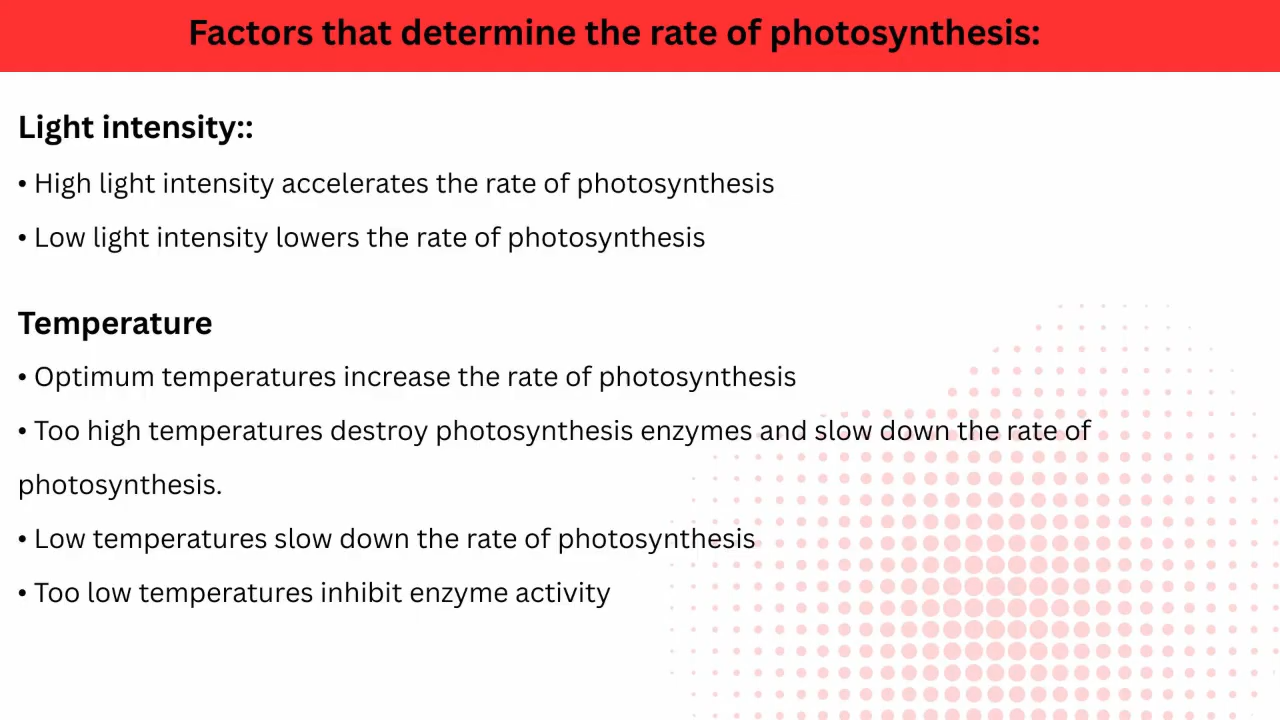 Factors that determine the rate of photosynthesis:
Light intensity::
• High light intensity accelerates the rate of photosynthesis
• Low light intensity lowers the rate of photosynthesis
Temperature
• Optimum temperatures increase the rate of photosynthesis
• Too high temperatures destroy photosynthesis enzymes and slow down the rate of
photosynthesis.
• Low temperatures slow down the rate of photosynthesis
• Too low temperatures inhibit enzyme activity